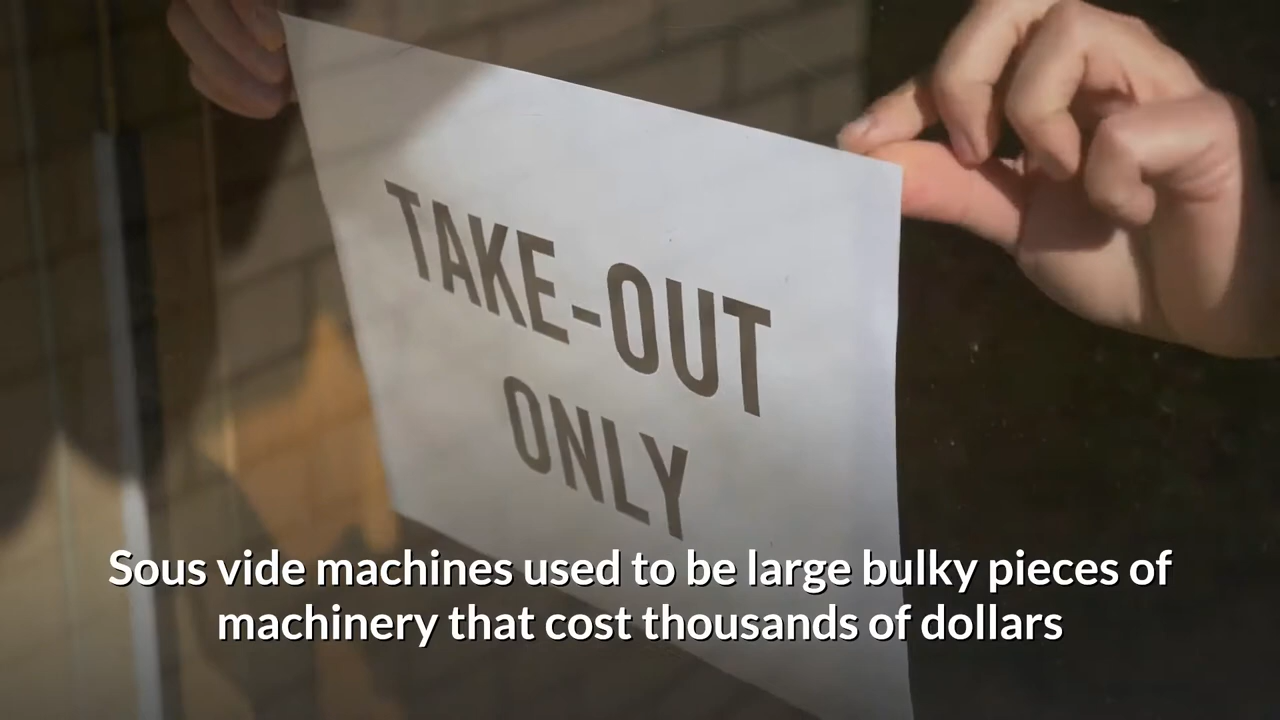 TAKE-OUT
ONLY
Sous vide machines used to be large bulky pieces of
machinery that cost thousands of dollars